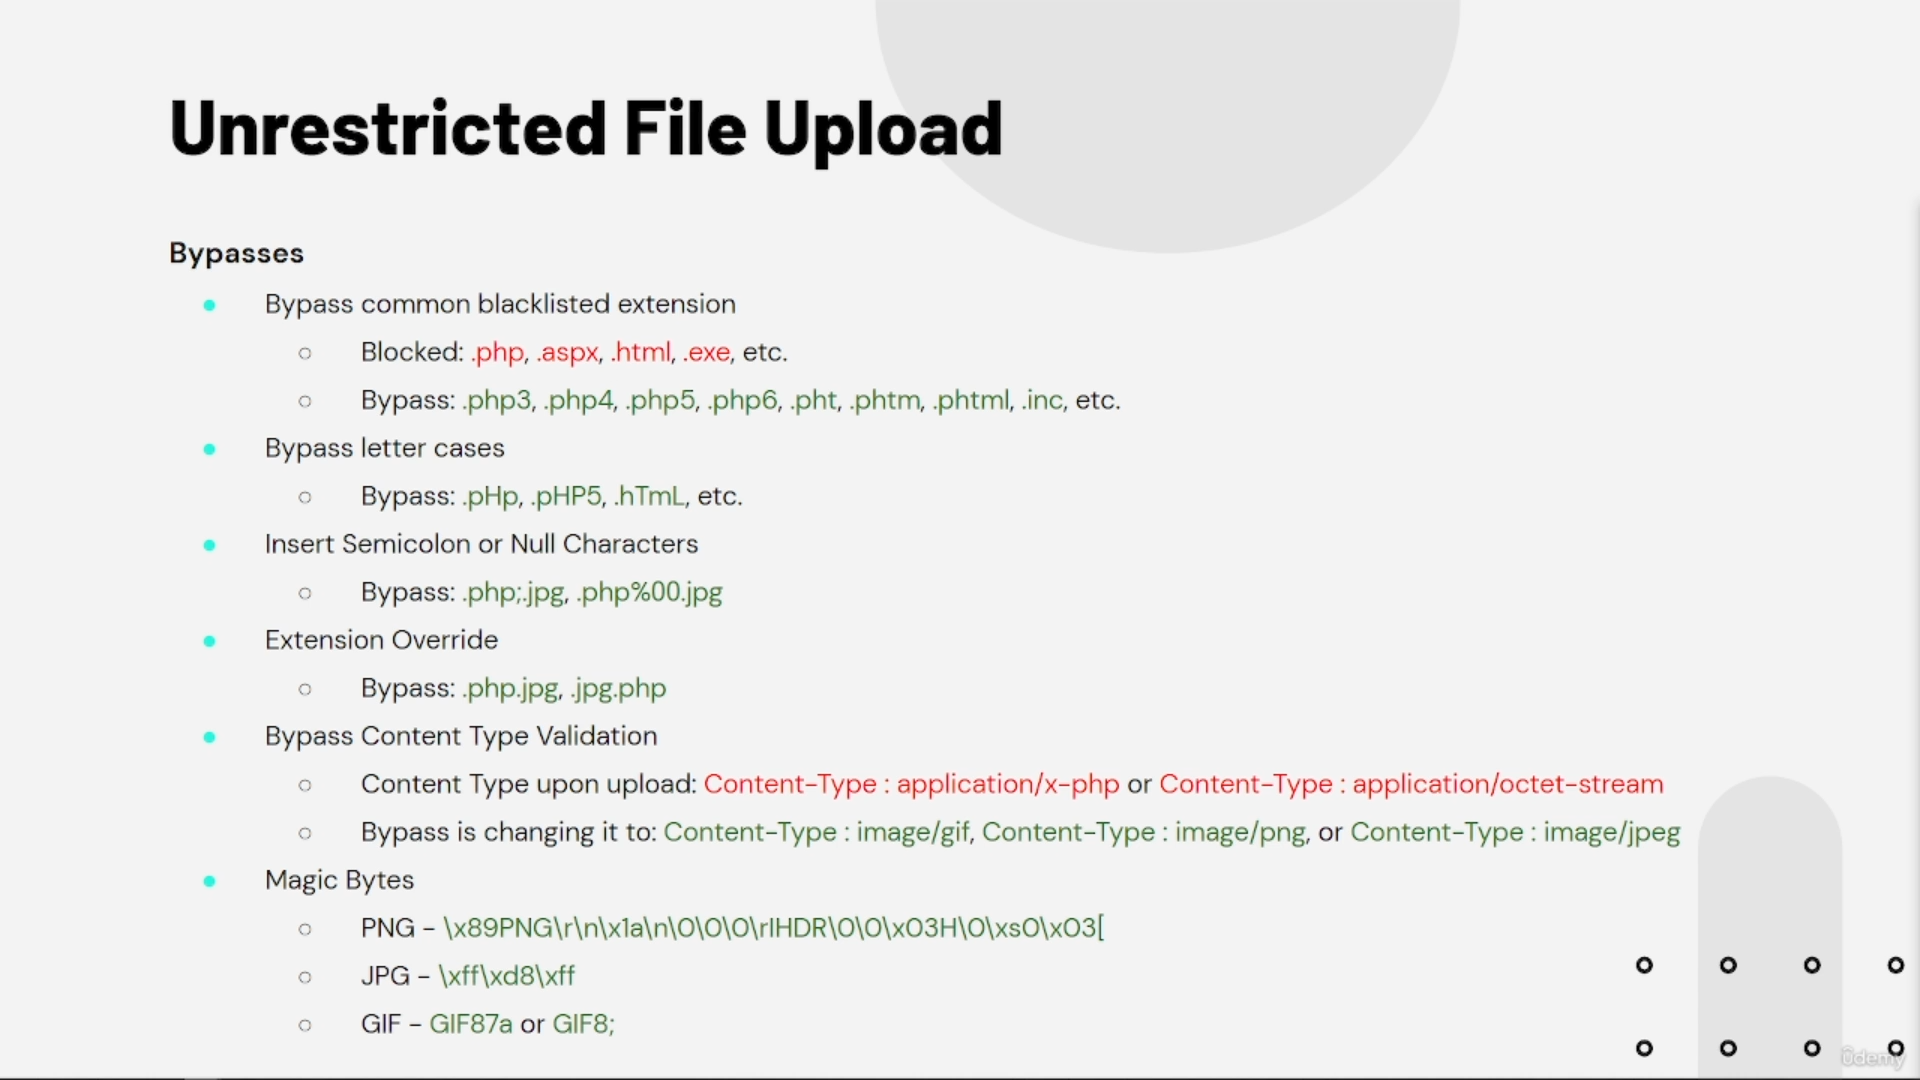 Unrestricted File Upload
Bypasses
Bypass common blacklisted extension
Blocked: .php, .aspx, .html, .exe, etc.
Bypass: .php3, .php4, .php5, .php6, .pht, .phtm, .phtml, .inc, etc.
Bypass letter cases
Bypass: .pHp, .pHP5, .hTmL, etc.
Insert Semicolon or Null Characters
Bypass: .php;.jpg, .php%00.jpg
Extension Override
Bypass: .php.jpg, .jpg.php
Bypass Content Type Validation
Content Type upon upload: Content-Type : application/x-php or Content-Type : application/octet-stream
Bypass is changing it to: Content-Type : image/gif, Content-Type : image/png, or Content-Type : image/jpeg
Magic Bytes
PNG - \x89PNG\r\n\x1a\n\0\0\0\rIHDR\0\0\x03H\0\xs0\x03[
JPG - \xff\xd8\xff
GIF - GIF87a or GIF8;
ûdemy